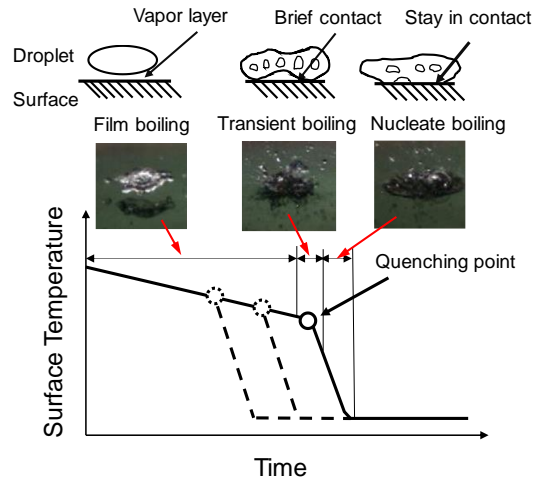 Vapor layer
Brief contact
Stay in contact
Droplet
Surface
Film boiling
Transient boiling
Nucleate boiling
Quenching point
Surface Temperature
Time